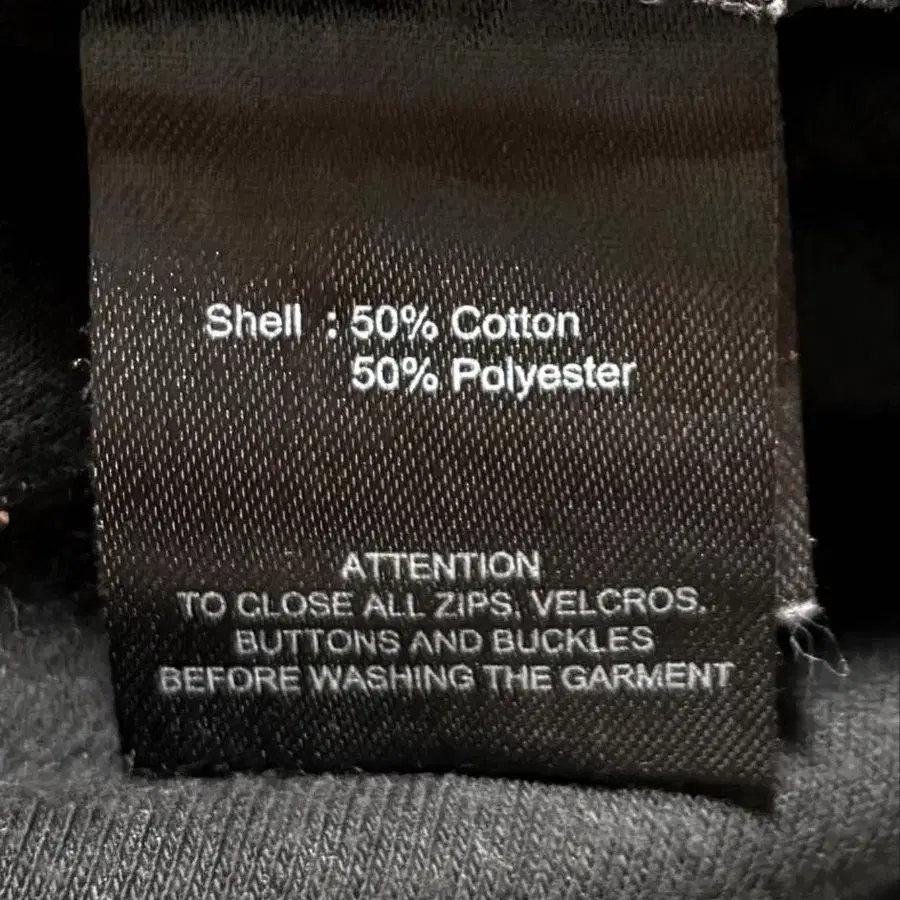 Shell : 50% Cotton
50% Polyester
ATTENTION
TO CLOSE ALL ZIPS, VELCROS,
BUTTONS AND BUCKLES
BEFORE WASHING THE GARMENT